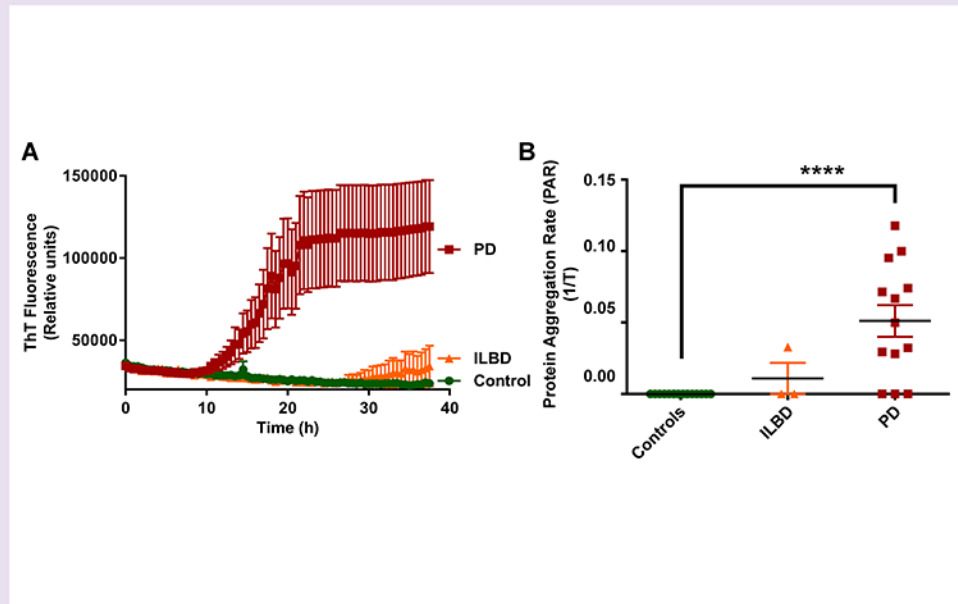 A
ThT Fluorescence
(Relative units)
150000
100000
50000
0
10
20
30
40
Time (h)
PD
ILBD
Control
B
Protein Aggregation Rate (PAR)
(1/T)
0.15
0.10
0.05
0.00
****
Controls
ILBD
PD